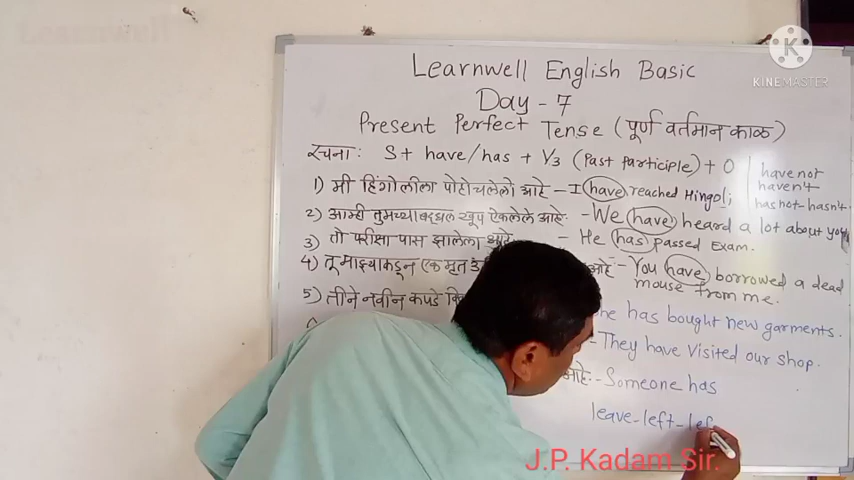 Learnwell
KINEMASTER
Learnwell English Basic
Day - 7
Present Perfect Tense (पूर्ण वर्तमान काळ)
रचना: S+ have/has + V3 (Past participle) + O
have not
haven't
has not - hasn't
1) मी हिंगोलीला पोहोचलेलो आहे - I have reached Hingoli
2) आम्ही तुमच्याबद्दल खूप ऐकलेले आहे - We have heard a lot about you
3) तो परीक्षा पास झालेला आहे - He has passed Exam.
4) तू माझ्याकडून एक मृत आहे - You have borrowed a dead
mouse from me.
5) तीने नवीन कपडे has bought new garments.
- They have visited our shop.
आहे - Someone has
leave - left - lef
J.P. Kadam Sir.